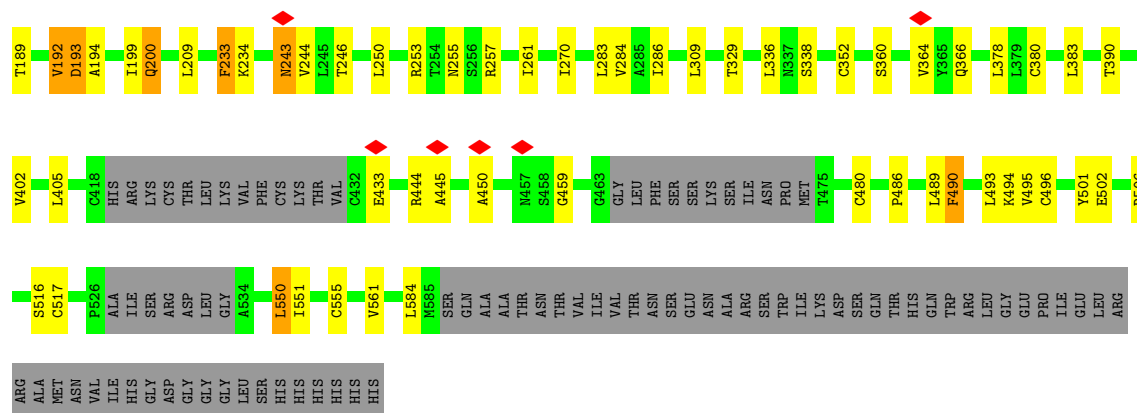 T189 V192 D193 A194 I199 Q200 L209 F233 K234 N243 V244 L245 T246 L250 R253 T254 N255 S256 R257 I261 I270 L283 V284 A285 I286 L309 T329 L336 N337 S338 C352 S360 V364 Y365 Q366 L378 L379 C380 L383 T390
V402 L405 C418 HIS ARG LYS CYS THR LEU LYS VAL PHE CYS LYS THR VAL C432 E433 R444 A445 A450 N457 S458 G459 G463 GLY LEU PHE SER SER LYS SER ILE ASN PRO MET T475 C480 P486 L489 F490 L493 K494 V495 C496 Y501 E502
S516 C517 P526 ALA ILE SER ARG ASP LEU GLY A534 L550 I551 C555 V561 L584 M585 SER GLN ALA ALA THR ASN THR VAL ILE VAL THR ASN SER GLU ASN ALA ARG SER TRP ILE LYS ASP SER GLN THR HIS GLN TRP ARG LEU GLY GLU PRO ILE GLU LEU ARG
ARG ALA MET ASN VAL ILE HIS GLY ASP GLY GLY GLY LEU SER HIS HIS HIS HIS HIS HIS